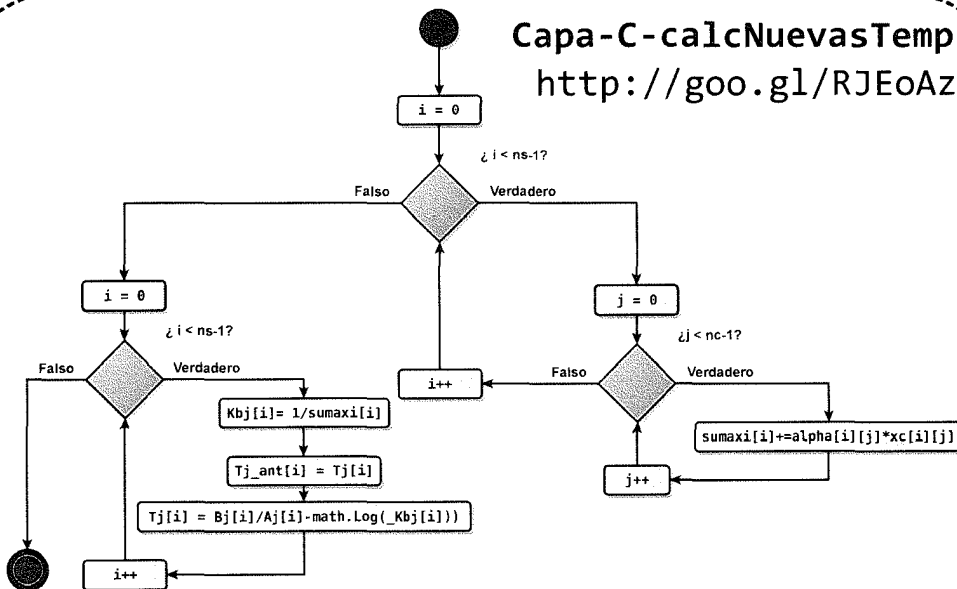 Capa-C-calcNuevasTemp
http://goo.gl/RJEoAz
i = 0
¿ i < ns-1?
Falso
Verdadero
i = 0
j = 0
¿ i < ns-1?
¿j < nc-1?
Falso
Verdadero
i++
Falso
Verdadero
Kbj[i]= 1/sumaxi[i]
sumaxi[i]+=alpha[i][j]*xc[i][j]
Tj_ant[i] = Tj[i]
j++
Tj[i] = Bj[i]/Aj[i]-math.Log(_Kbj[i]))
i++